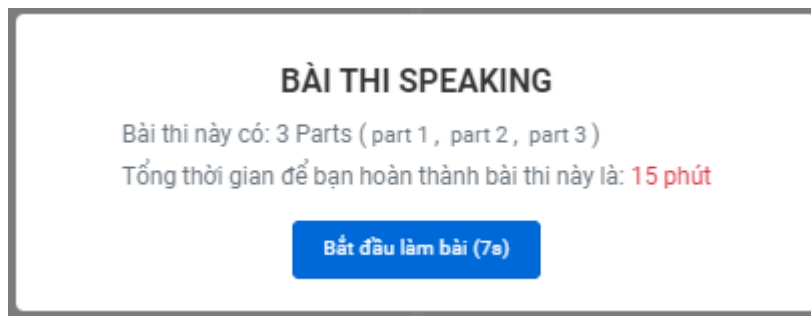 BÀI THI SPEAKING
Bài thi này có: 3 Parts ( part 1 , part 2 , part 3 )
Tổng thời gian để bạn hoàn thành bài thi này là: 15 phút
Bắt đầu làm bài (7s)